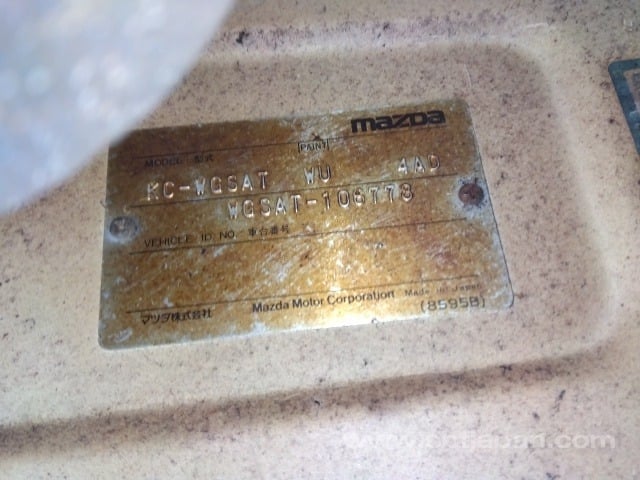 mazda
MODEL 型式 PAINT
KC-WGSAT WU 4AD
WGSAT-106773
VEHICLE ID. NO. 車台番号
マツダ株式会社 Mazda Motor Corporation Made in Japan
(8595B)